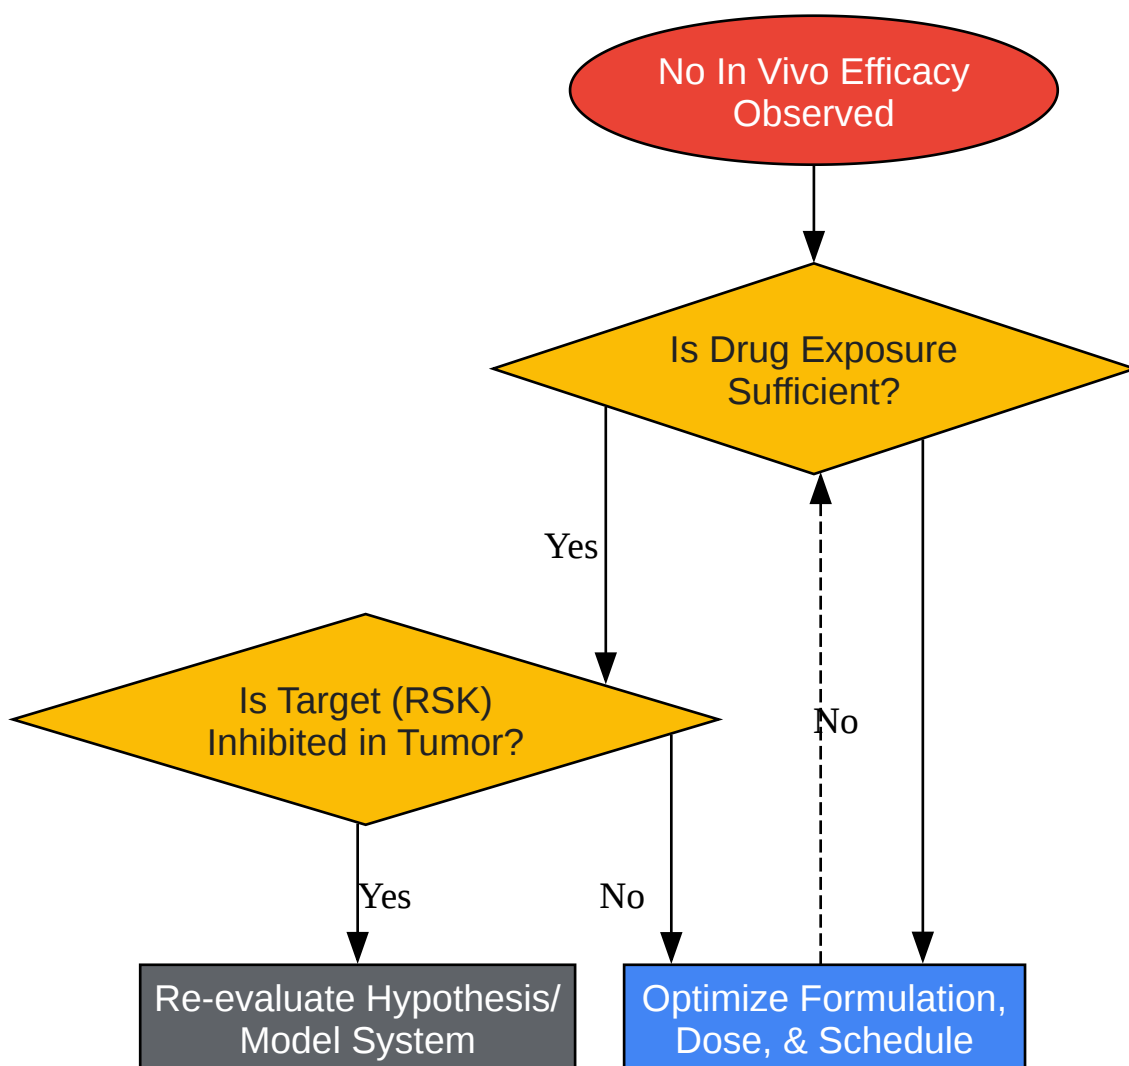 No In Vivo Efficacy
Observed
Is Drug Exposure
Sufficient?
Yes
No
Is Target (RSK)
Inhibited in Tumor?
Yes
No
Re-evaluate Hypothesis/
Model System
Optimize Formulation,
Dose, & Schedule